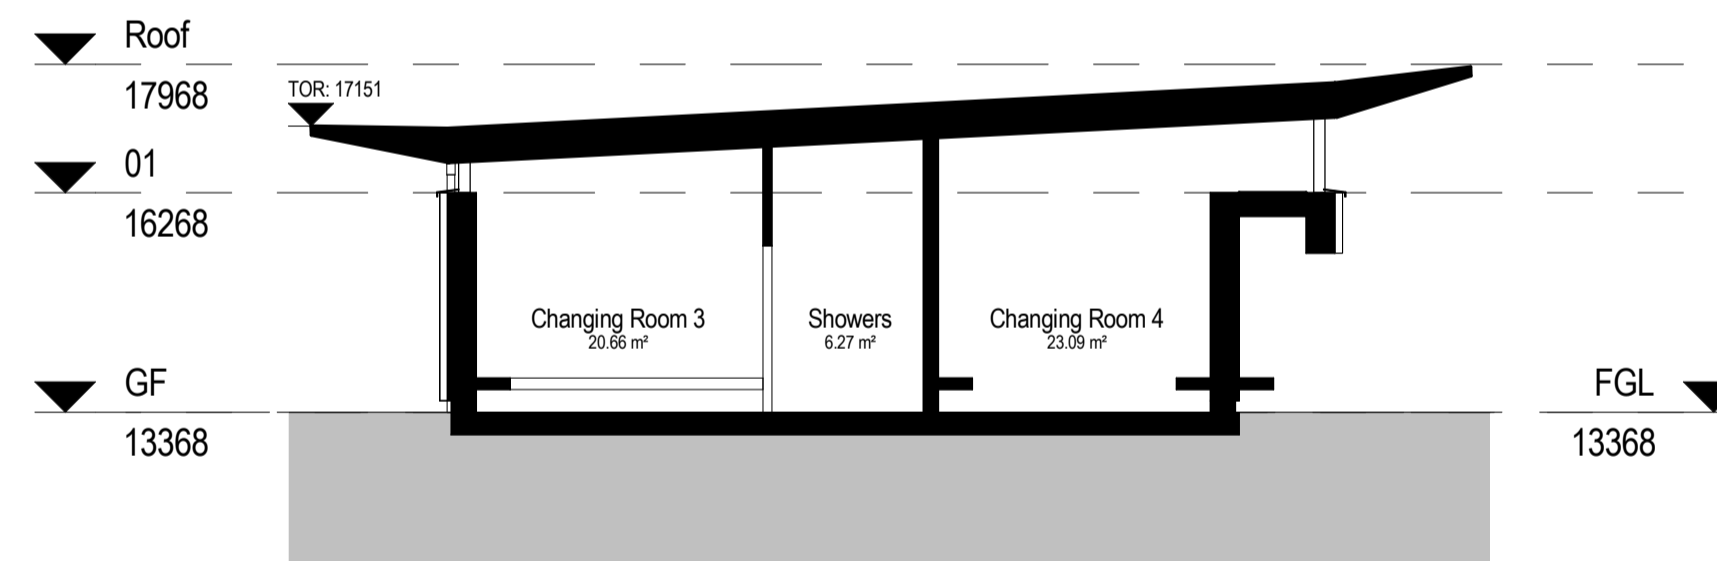 Roof
17968
TOR: 17151
01
16268
Changing Room 3
20.66 m²
Showers
6.27 m²
Changing Room 4
23.09 m²
GF
13368
FGL
13368